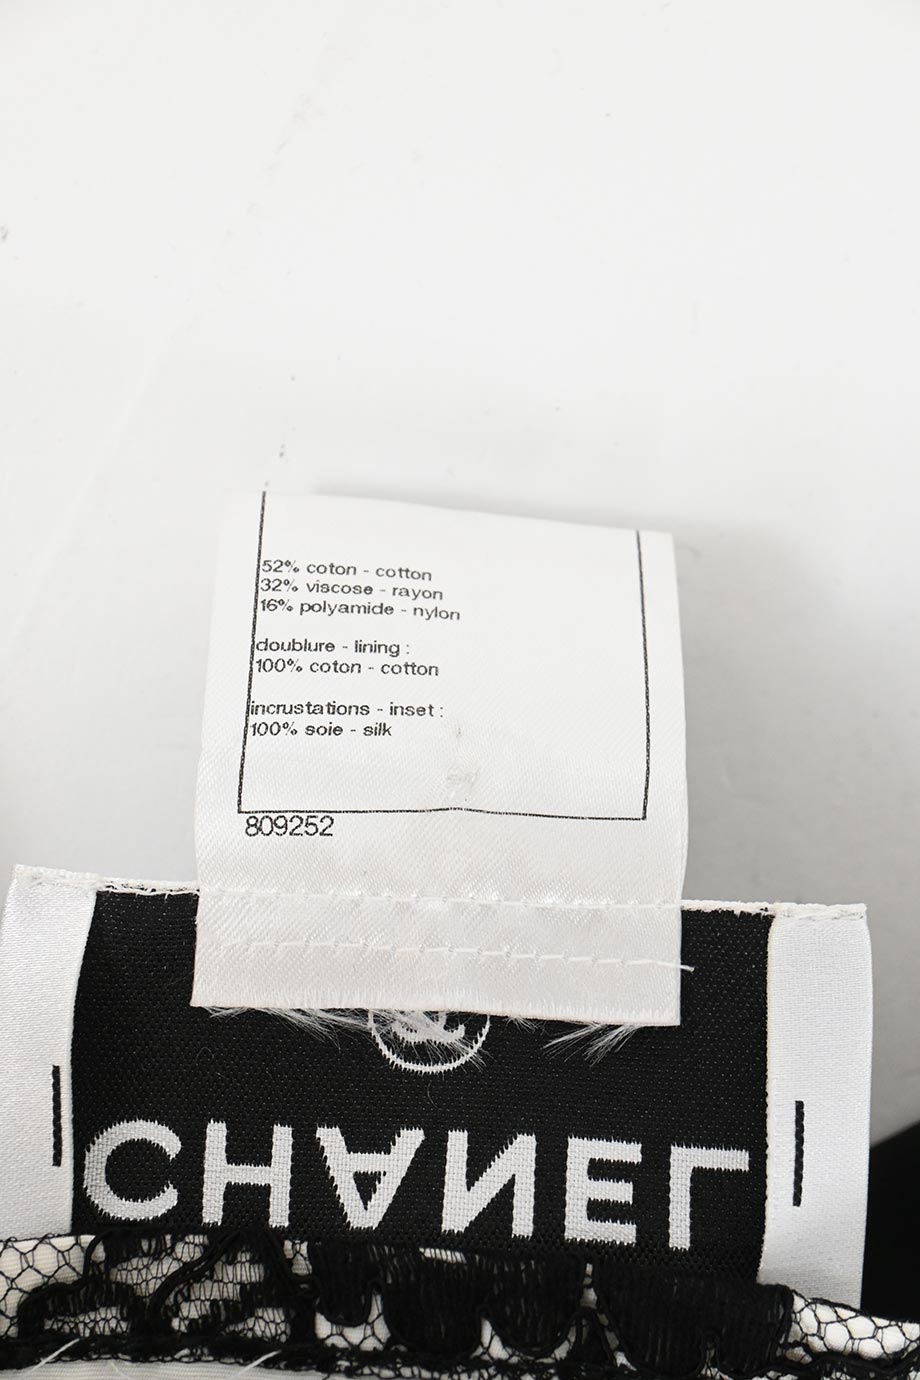 52% coton - cotton
32% viscose - rayon
16% polyamide - nylon
doublure - lining :
100% coton - cotton
incrustations - inset :
100% soie - silk
809252
CHANEL